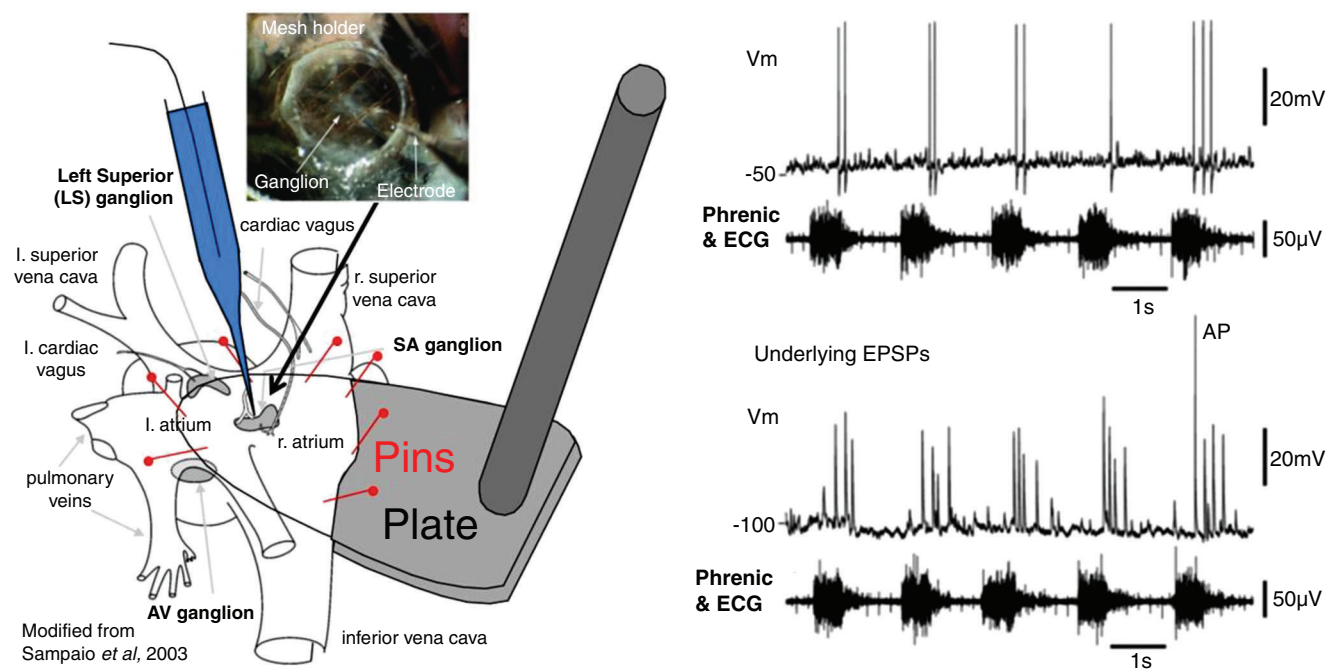 Mesh holder
Ganglion
Electrode
Left Superior
(LS) ganglion
cardiac vagus
l. superior
vena cava
r. superior
vena cava
l. cardiac
vagus
SA ganglion
l. atrium
r. atrium
pulmonary
veins
Pins
Plate
AV ganglion
inferior vena cava
Modified from
Sampaio et al, 2003
Vm
20mV
-50
Phrenic
& ECG
50µV
1s
Underlying EPSPs
AP
Vm
20mV
-100
Phrenic
& ECG
50µV
1s